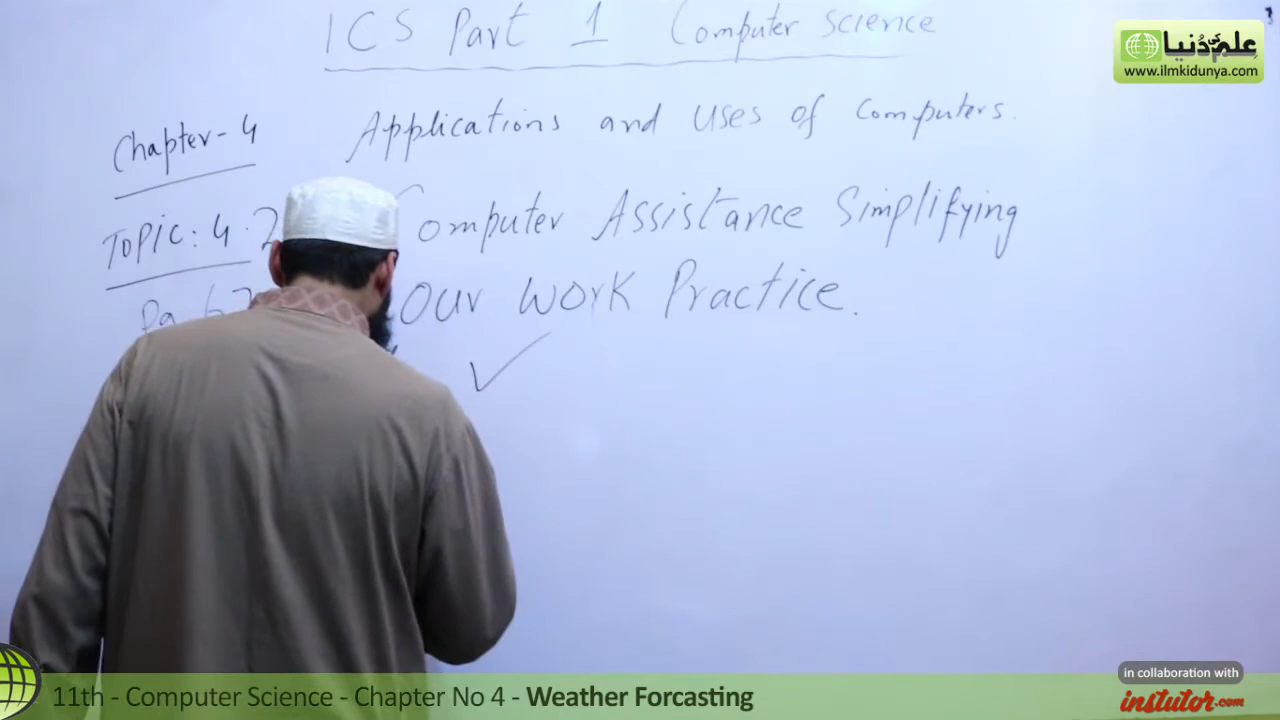 ICS Part 1 Computer Science
علم کی دُنیا
www.ilmkidunya.com
Chapter-4 Applications and Uses of Computers.
Topic: 4.2 Computer Assistance Simplifying
Our Work Practice.
in collaboration with
instutor.com
11th - Computer Science - Chapter No 4 - Weather Forcasting